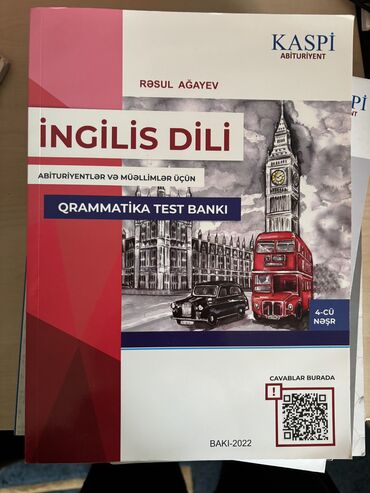 KASPİ
ABİTURİYENT
RƏSUL AĞAYEV
İNGİLİS DİLİ
ABİTURİYENTLƏR VƏ MÜƏLLİMLƏR ÜÇÜN
QRAMMATİKA TEST BANKI
4-CÜ
NƏŞR
CAVABLAR BURADA
!
BAKI-2022